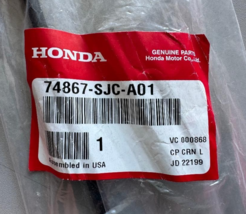 HONDA
GENUINE PARTS
Honda Motor Co., Ltd.
74867-SJC-A01
1
VC 600868
CP CRN L
Assembled in USA
JD 22199